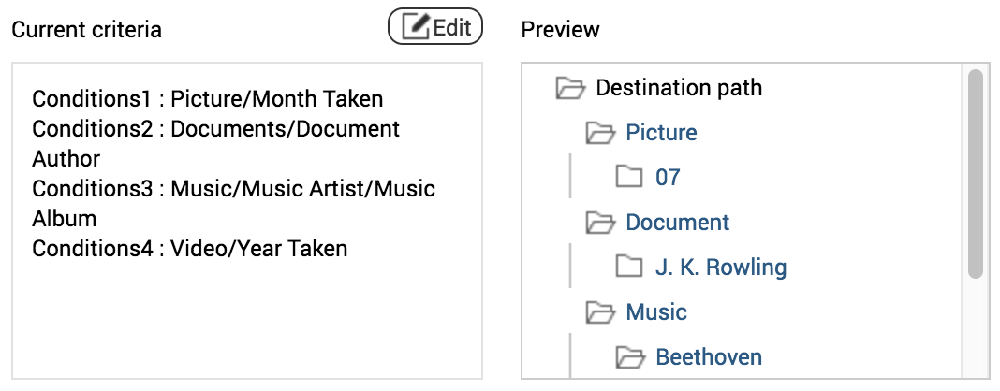 Current criteria
Edit
Conditions1 : Picture/Month Taken
Conditions2 : Documents/Document
Author
Conditions3 : Music/Music Artist/Music
Album
Conditions4 : Video/Year Taken
Preview
Destination path
Picture
07
Document
J. K. Rowling
Music
Beethoven